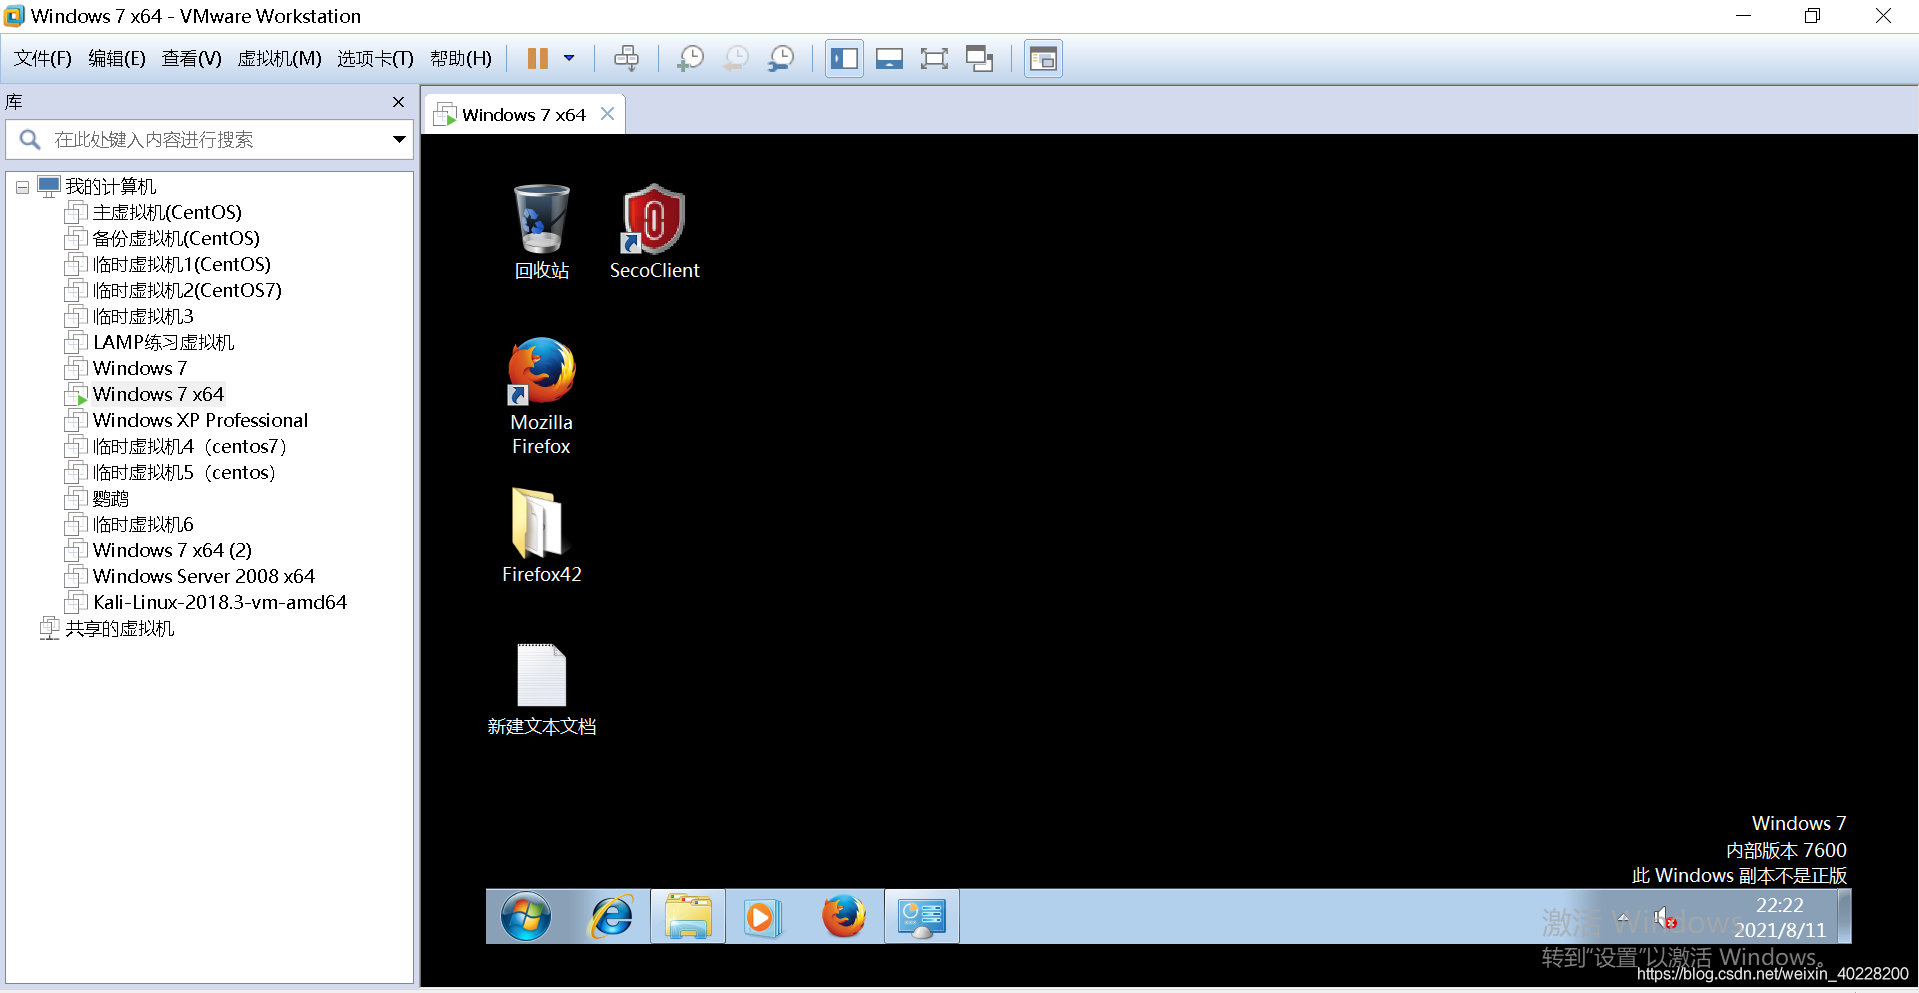 Windows 7 x64 - VMware Workstation
文件(F) 编辑(E) 查看(V) 虚拟机(M) 选项卡(T) 帮助(H)
库
在此处键入内容进行搜索
我的计算机
主虚拟机(CentOS)
备份虚拟机(CentOS)
临时虚拟机1(CentOS)
临时虚拟机2(CentOS7)
临时虚拟机3
LAMP练习虚拟机
Windows 7
Windows 7 x64
Windows XP Professional
临时虚拟机4（centos7）
临时虚拟机5（centos）
鹦鹉
临时虚拟机6
Windows 7 x64 (2)
Windows Server 2008 x64
Kali-Linux-2018.3-vm-amd64
共享的虚拟机
Windows 7 x64
回收站
SecoClient
Mozilla
Firefox
Firefox42
新建文本文档
Windows 7
内部版本 7600
此 Windows 副本不是正版
22:22
2021/8/11
激活 Windows
转到"设置"以激活 Windows。
https://blog.csdn.net/weixin_40228200